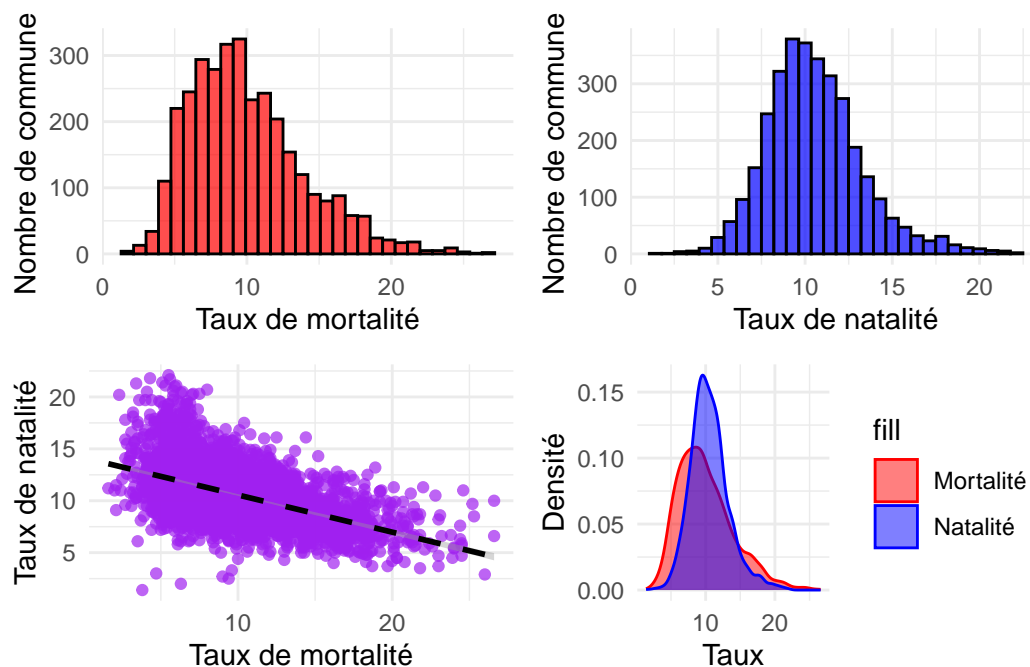 Nombre de commune
300
200
100
0
0
10
20
Taux de mortalité
Nombre de commune
300
200
100
0
0
5
10
15
20
Taux de natalité
Taux de natalité
20
15
10
5
10
20
Taux de mortalité
Densité
0.15
0.10
0.05
0.00
10
20
Taux
fill
Mortalité
Natalité